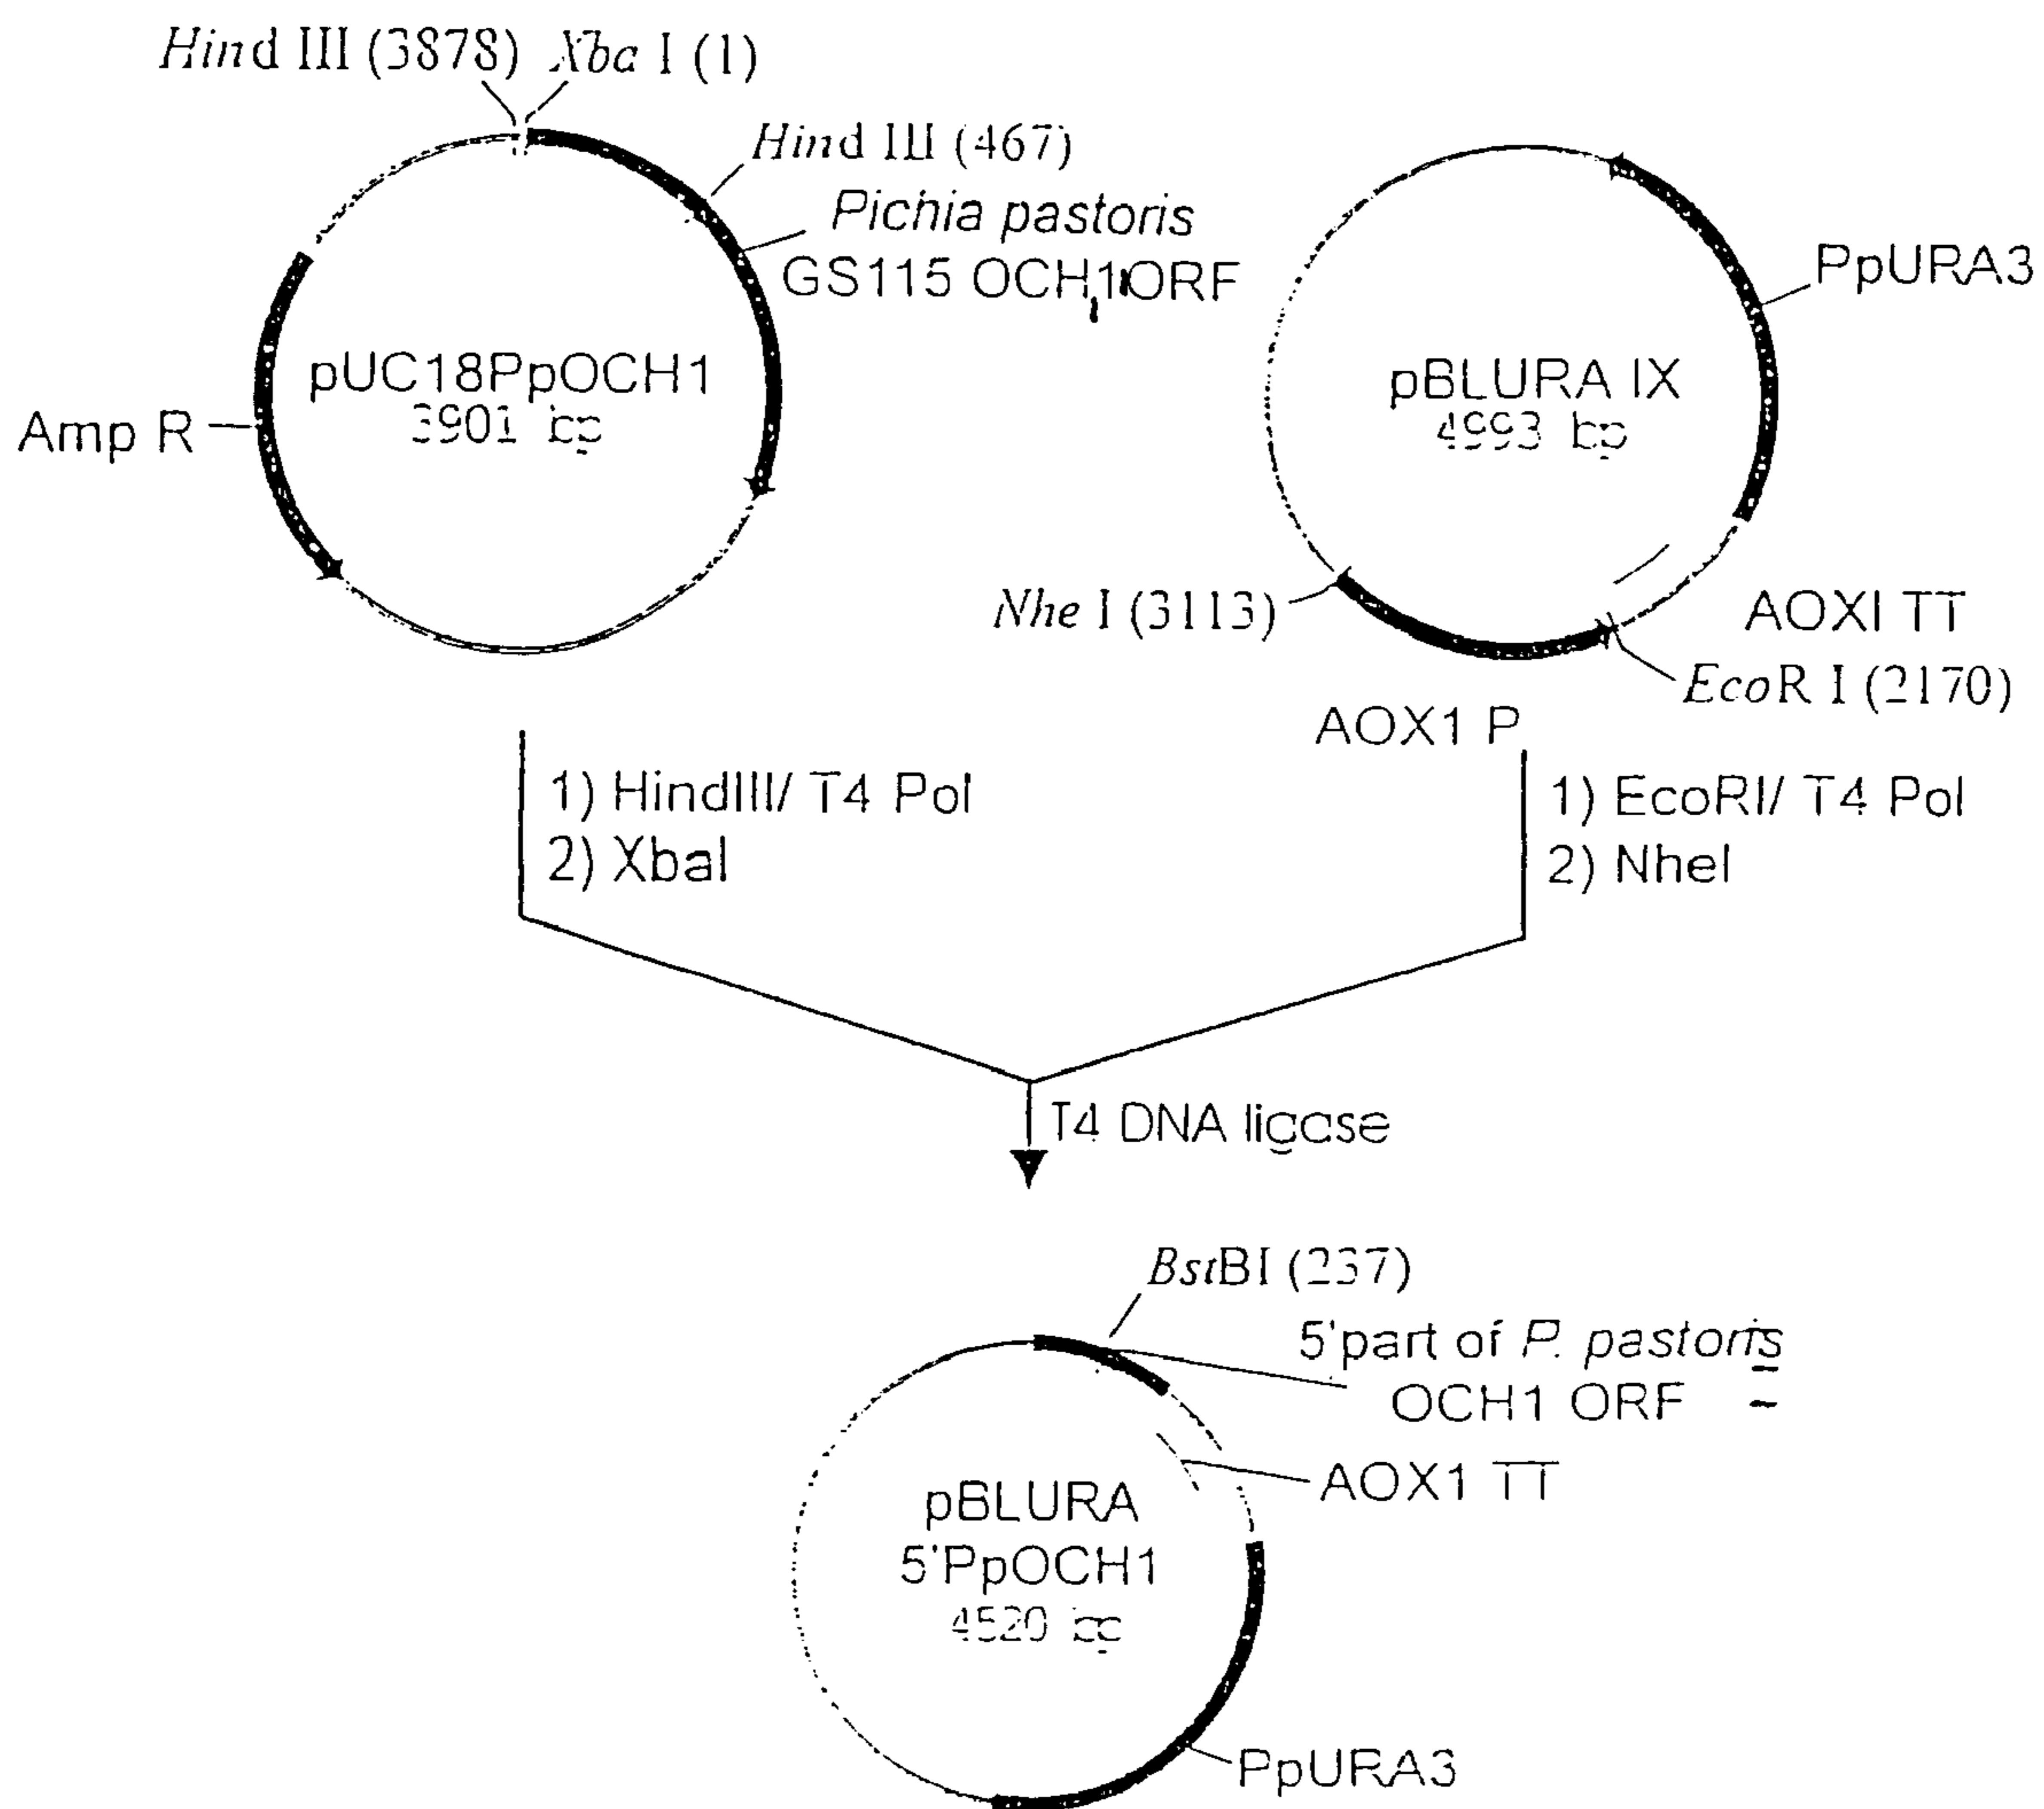 Hind III (3878) Xba I (1)
Hind III (467)
Pichia pastoris
GS115 OCH1 ORF
pUC18PpOCH1
3901 bp
Amp R
PpURA3
pBLURA IX
4993 bp
Nhe I (3113)
AOXI TT
EcoR I (2170)
AOX1 P
1) HindIII/ T4 Pol
2) XbaI
1) EcoRI/ T4 Pol
2) NheI
T4 DNA ligase
BstBI (237)
5'part of P. pastoris
OCH1 ORF
AOX1 TT
pBLURA
5'PpOCH1
4520 bp
PpURA3